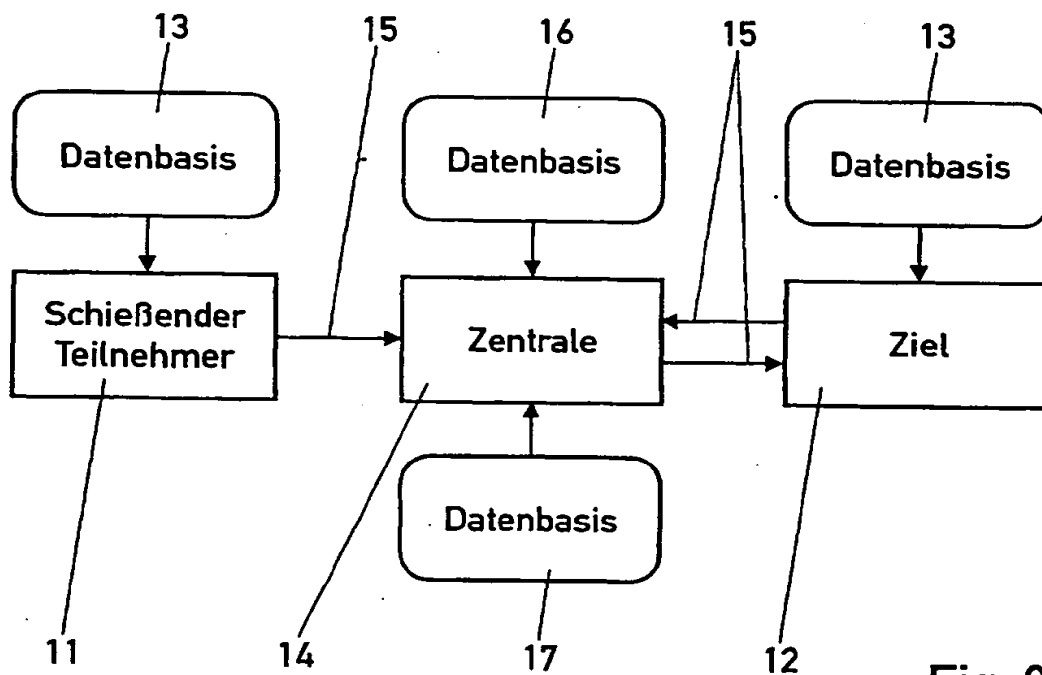 13
15
16
15
13
Datenbasis
Datenbasis
Datenbasis
Schießender
Teilnehmer
Zentrale
Ziel
Datenbasis
11
14
17
12